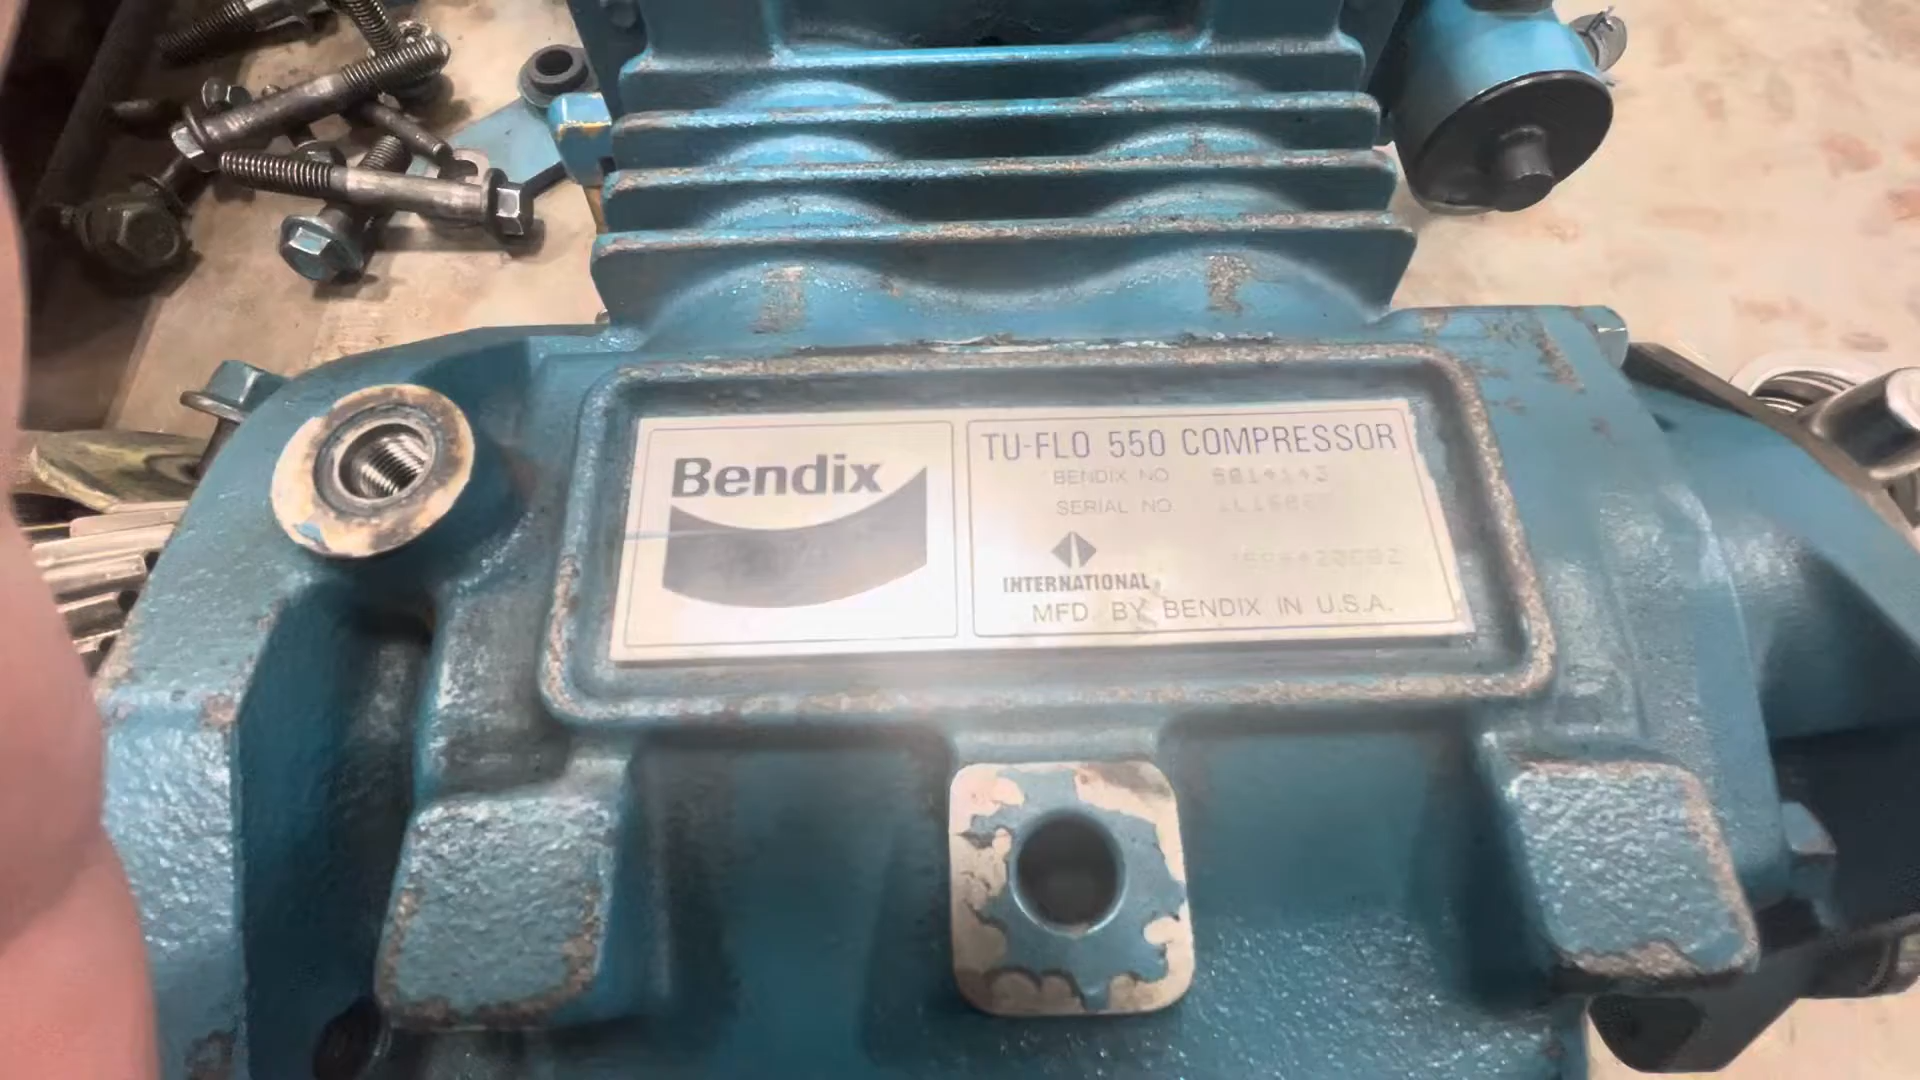 Bendix
TU-FLO 550 COMPRESSOR
BENDIX NO
SERIAL NO.
INTERNATIONAL
MFD. BY BENDIX IN U.S.A.